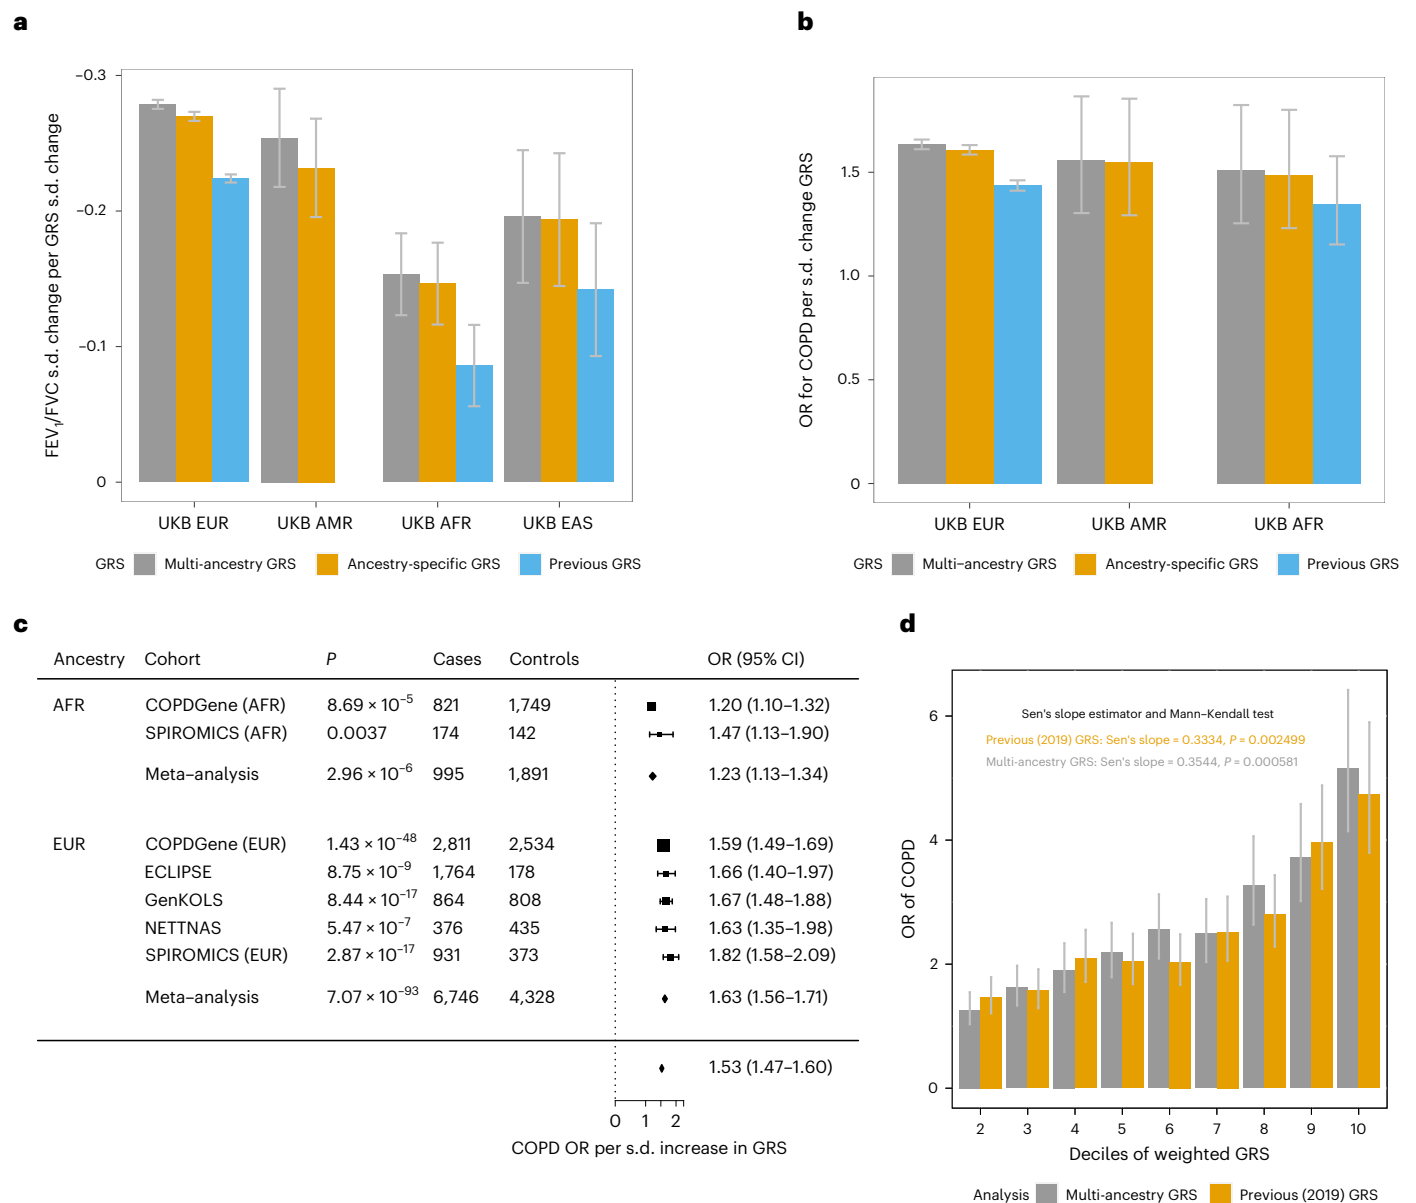 a
−0.3
−0.2
−0.1
0
FEV1/FVC s.d. change per GRS s.d. change
UKB EUR UKB AMR UKB AFR UKB EAS
GRS Multi-ancestry GRS Ancestry-specific GRS Previous GRS
b
1.5
1.0
0.5
0
OR for COPD per s.d. change GRS
UKB EUR UKB AMR UKB AFR
GRS Multi–ancestry GRS Ancestry-specific GRS Previous GRS
c
Ancestry Cohort P Cases Controls OR (95% CI)
AFR COPDGene (AFR) 8.69 × 10−5 821 1,749 1.20 (1.10–1.32)
SPIROMICS (AFR) 0.0037 174 142 1.47 (1.13–1.90)
Meta–analysis 2.96 × 10−6 995 1,891 1.23 (1.13–1.34)
EUR COPDGene (EUR) 1.43 × 10−48 2,811 2,534 1.59 (1.49–1.69)
ECLIPSE 8.75 × 10−9 1,764 178 1.66 (1.40–1.97)
GenKOLS 8.44 × 10−17 864 808 1.67 (1.48–1.88)
NETTNAS 5.47 × 10−7 376 435 1.63 (1.35–1.98)
SPIROMICS (EUR) 2.87 × 10−17 931 373 1.82 (1.58–2.09)
Meta–analysis 7.07 × 10−93 6,746 4,328 1.63 (1.56–1.71)
1.53 (1.47–1.60)
0 1 2
COPD OR per s.d. increase in GRS
d
Sen's slope estimator and Mann–Kendall test
Previous (2019) GRS: Sen's slope = 0.3334, P = 0.002499
Multi-ancestry GRS: Sen's slope = 0.3544, P = 0.000581
6
4
2
0
OR of COPD
2 3 4 5 6 7 8 9 10
Deciles of weighted GRS
Analysis Multi-ancestry GRS Previous (2019) GRS